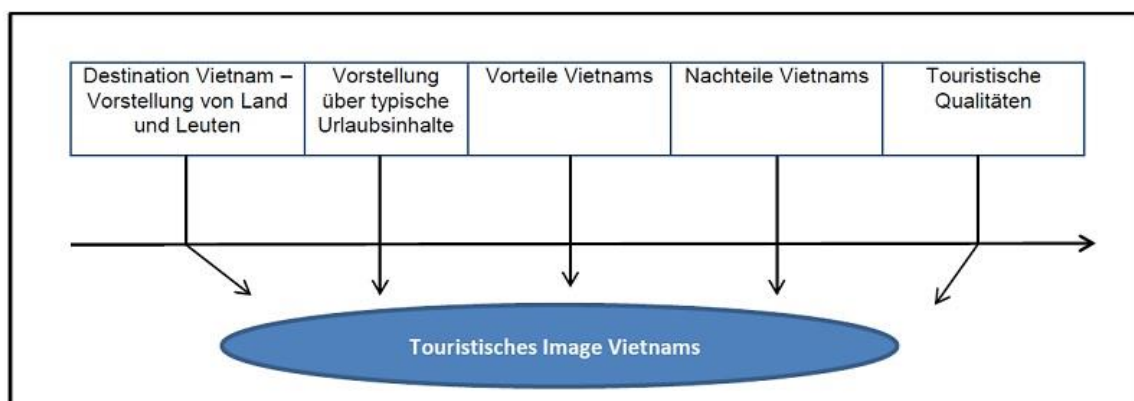 Destination Vietnam –
Vorstellung von Land
und Leuten
Vorstellung
über typische
Urlaubsinhalte
Vorteile Vietnams
Nachteile Vietnams
Touristische
Qualitäten
Touristisches Image Vietnams